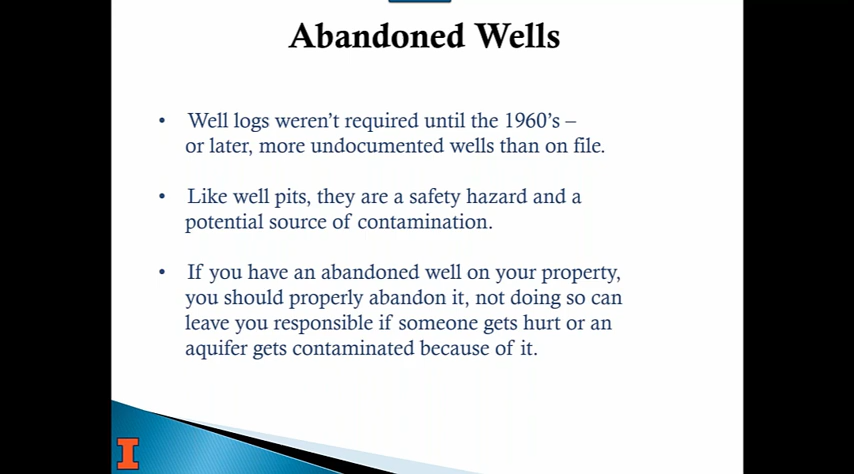 Abandoned Wells
• Well logs weren't required until the 1960's –
or later, more undocumented wells than on file.
• Like well pits, they are a safety hazard and a
potential source of contamination.
• If you have an abandoned well on your property,
you should properly abandon it, not doing so can
leave you responsible if someone gets hurt or an
aquifer gets contaminated because of it.
I